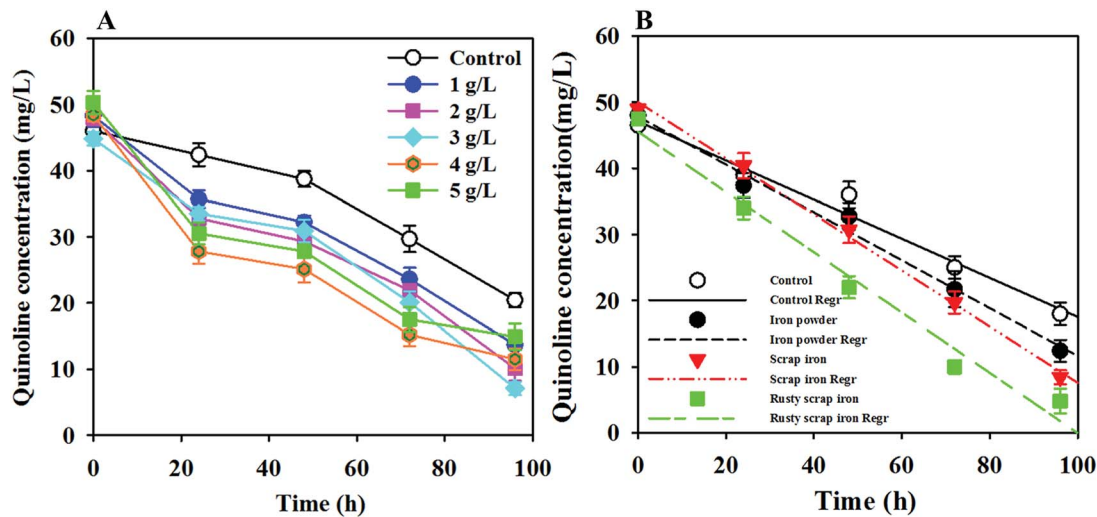 A
Quinoline concentration (mg/L)
60
50
40
30
20
10
0
Control
1 g/L
2 g/L
3 g/L
4 g/L
5 g/L
0 20 40 60 80 100
Time (h)
B
Quinoline concentration(mg/L)
60
50
40
30
20
10
0
Control
Control Regr
Iron powder
Iron powder Regr
Scrap iron
Scrap iron Regr
Rusty scrap iron
Rusty scrap iron Regr
0 20 40 60 80 100
Time (h)